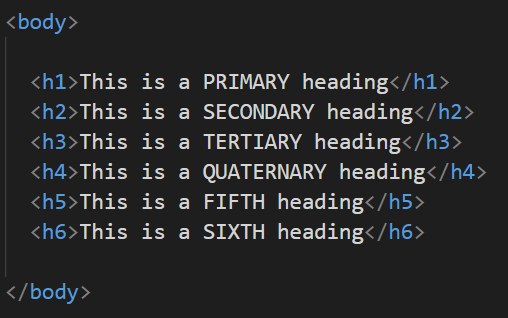 <body>
<h1>This is a PRIMARY heading</h1>
<h2>This is a SECONDARY heading</h2>
<h3>This is a TERTIARY heading</h3>
<h4>This is a QUATERNARY heading</h4>
<h5>This is a FIFTH heading</h5>
<h6>This is a SIXTH heading</h6>
</body>